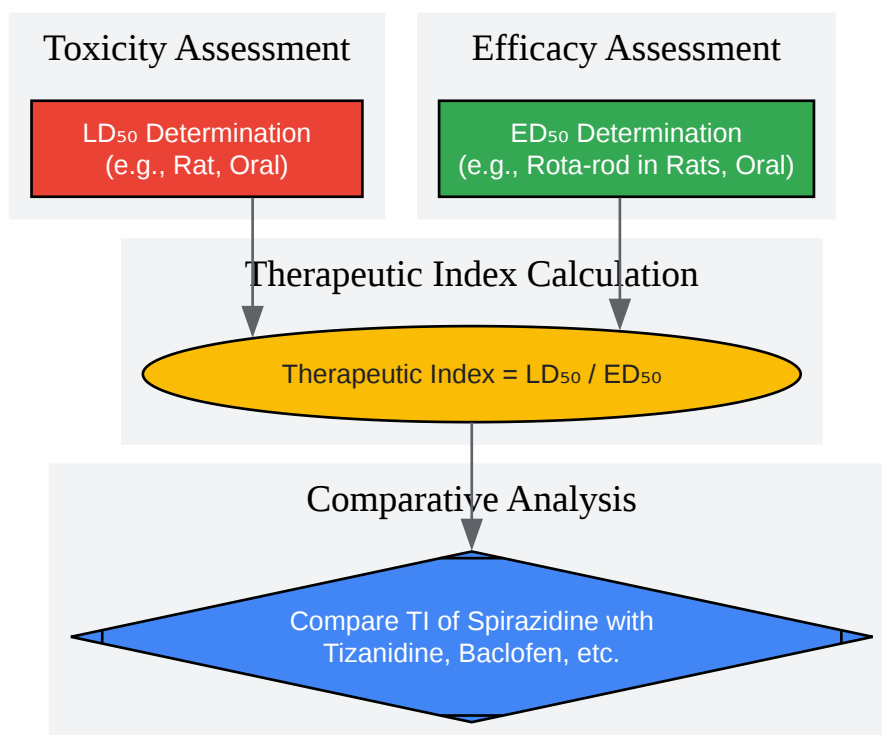 Toxicity Assessment
LD₅₀ Determination
(e.g., Rat, Oral)
Efficacy Assessment
ED₅₀ Determination
(e.g., Rota-rod in Rats, Oral)
Therapeutic Index Calculation
Therapeutic Index = LD₅₀ / ED₅₀
Comparative Analysis
Compare TI of Spirazidine with
Tizanidine, Baclofen, etc.